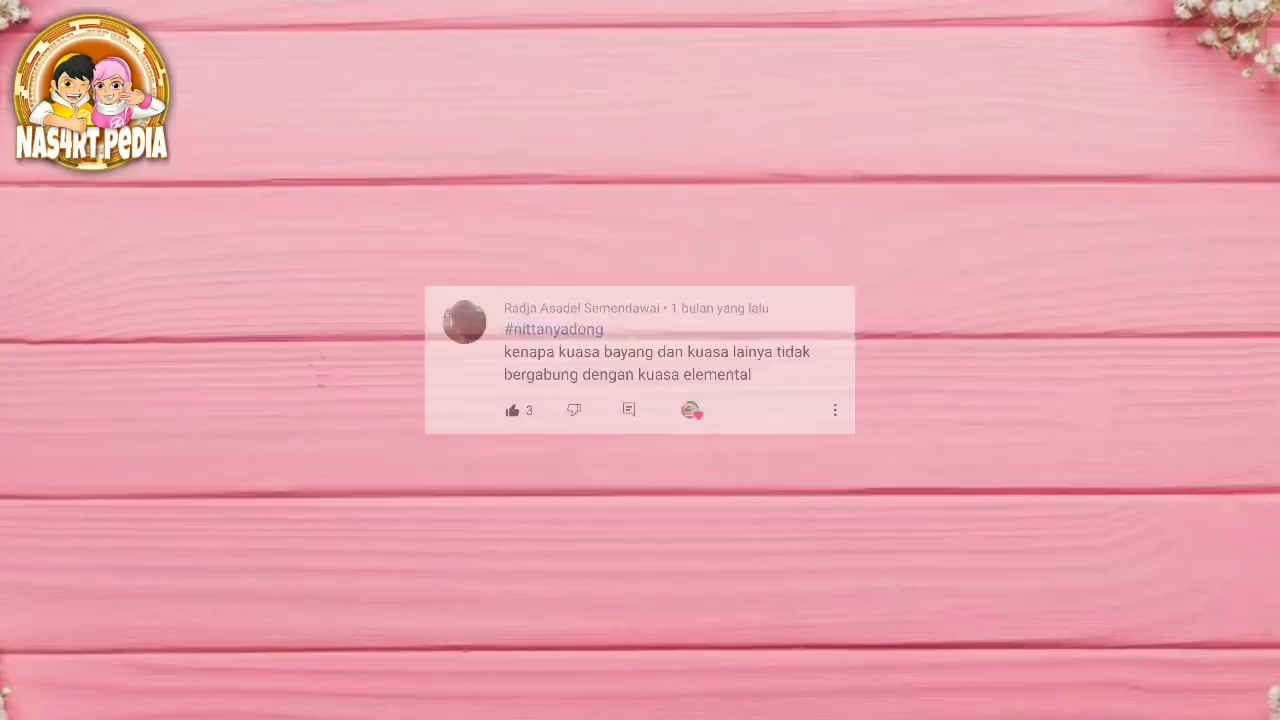 NAS4RT PEDIA
Radja Asadel Semendawai • 1 bulan yang lalu
#nittanyadong
kenapa kuasa bayang dan kuasa lainya tidak
bergabung dengan kuasa elemental
3